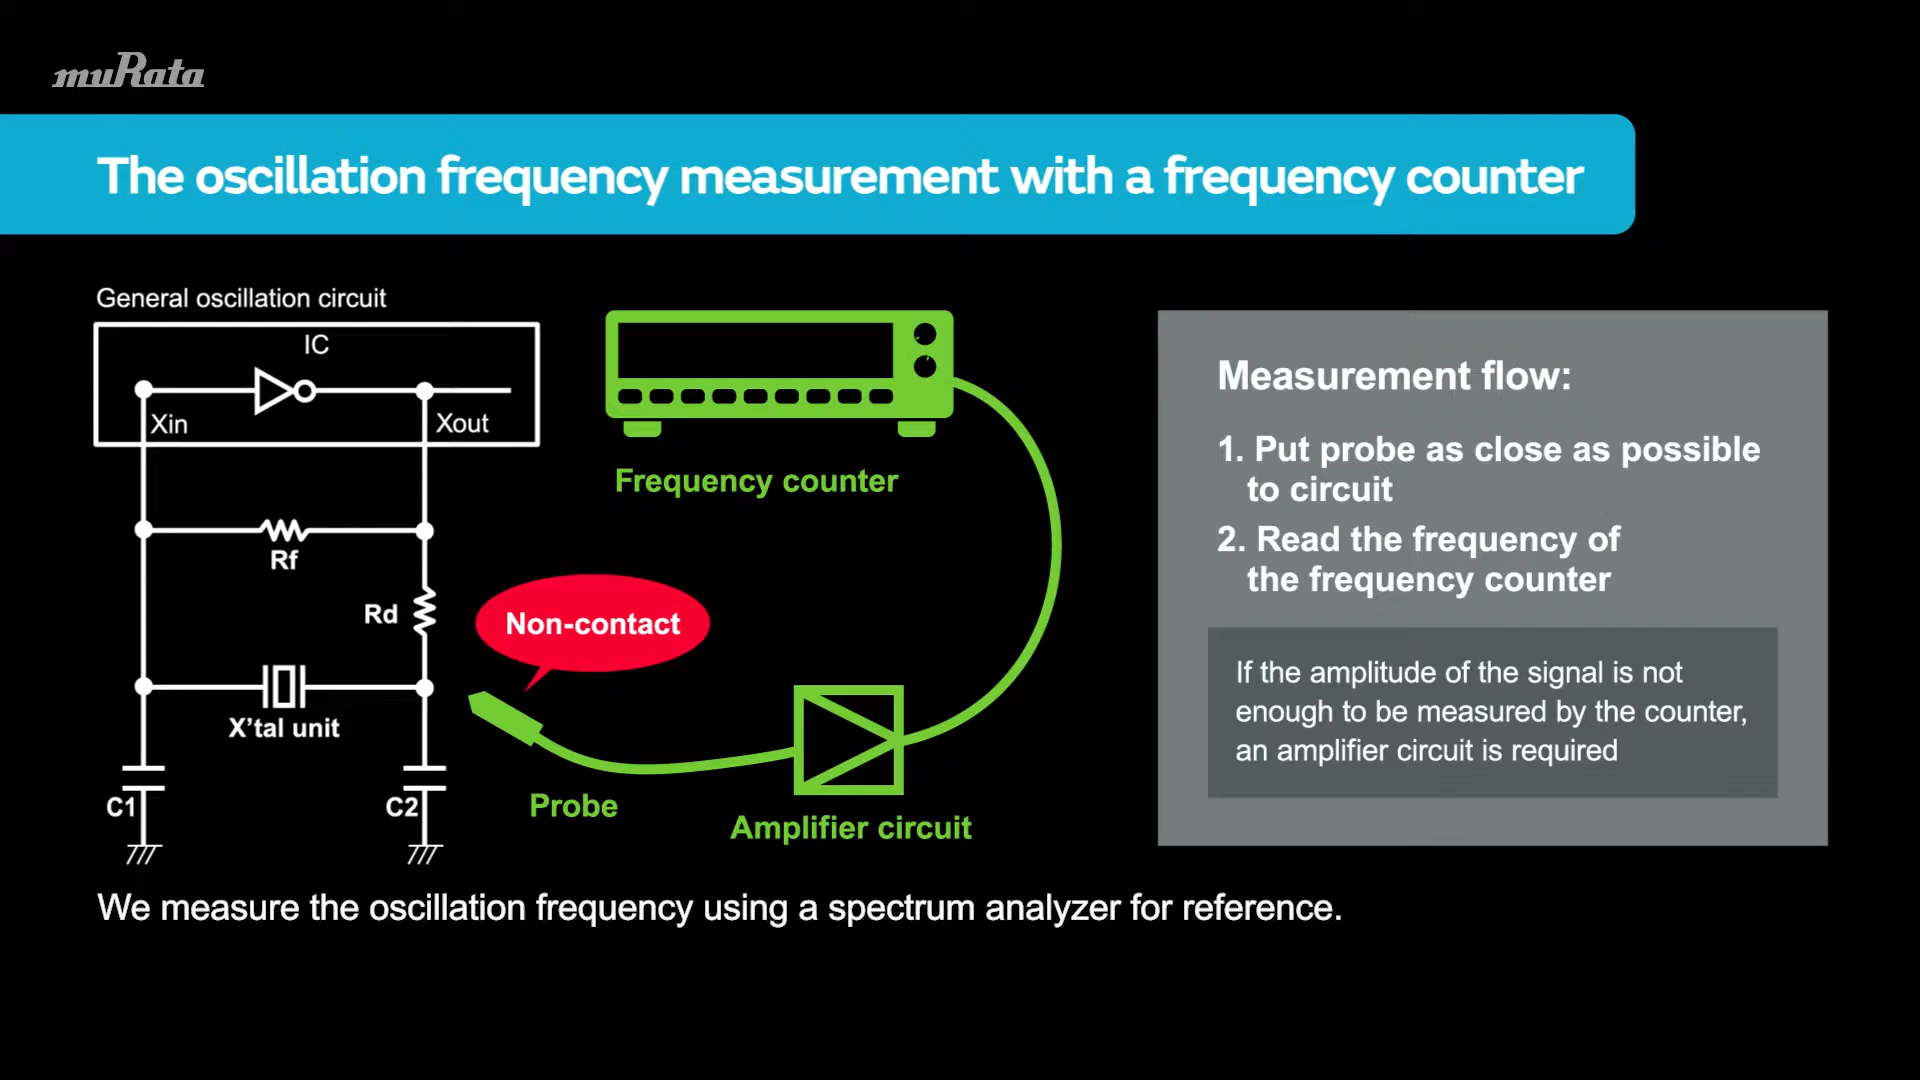 muRata
The oscillation frequency measurement with a frequency counter
General oscillation circuit
IC
Xin
Xout
Rf
Rd
X’tal unit
C1
C2
Frequency counter
Non-contact
Probe
Amplifier circuit
Measurement flow:
1. Put probe as close as possible
to circuit
2. Read the frequency of
the frequency counter
If the amplitude of the signal is not
enough to be measured by the counter,
an amplifier circuit is required
We measure the oscillation frequency using a spectrum analyzer for reference.